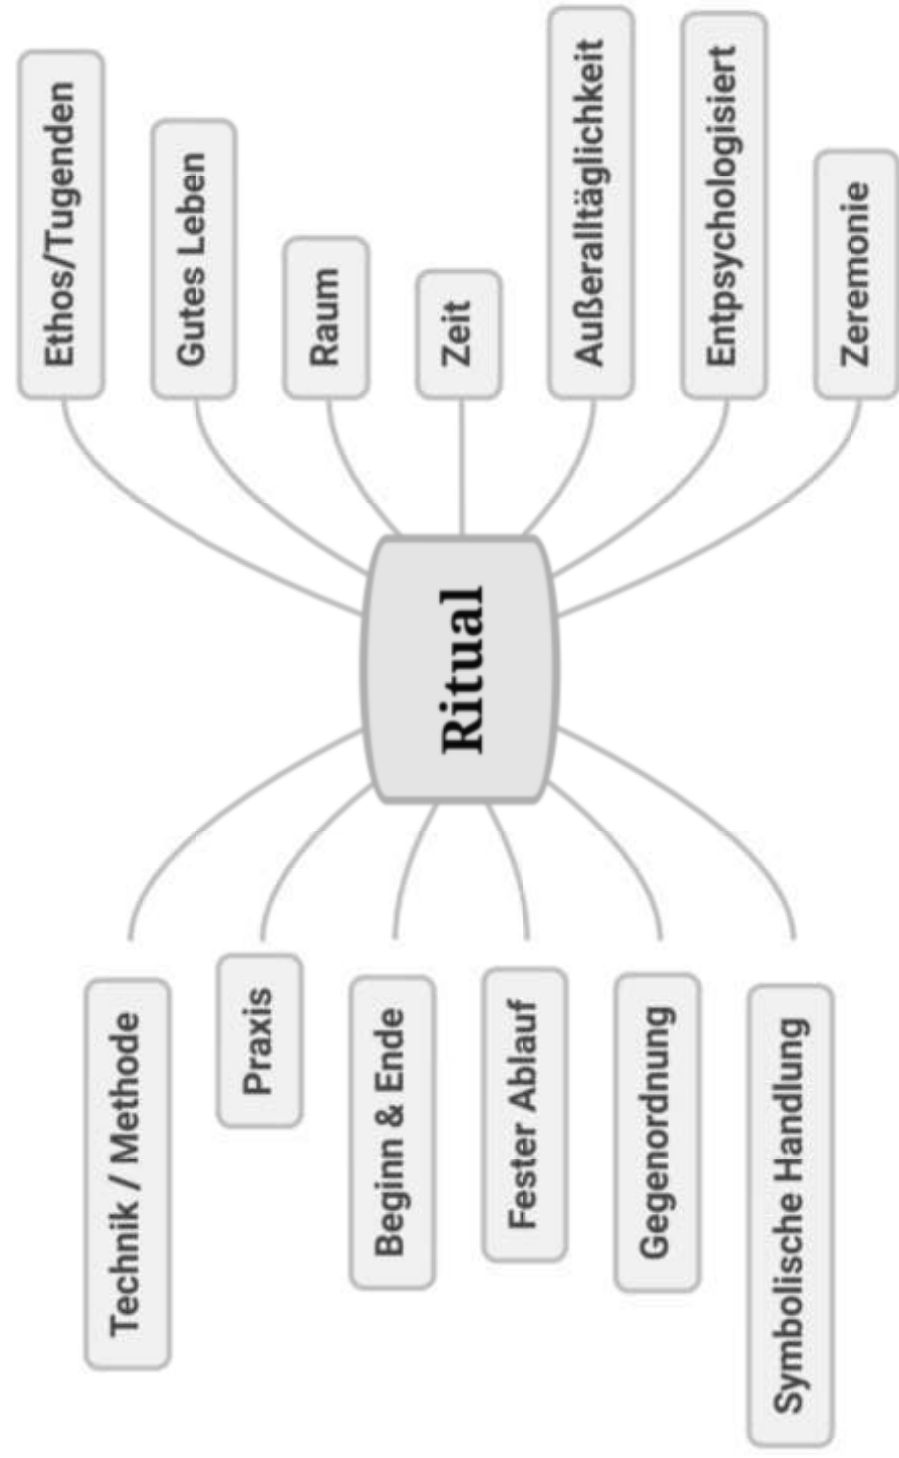 Technik / Methode
Praxis
Beginn & Ende
Fester Ablauf
Gegenordnung
Symbolische Handlung
Ritual
Ethos/Tugenden
Gutes Leben
Raum
Zeit
Außeralltäglichkeit
Entpsychologisiert
Zeremonie